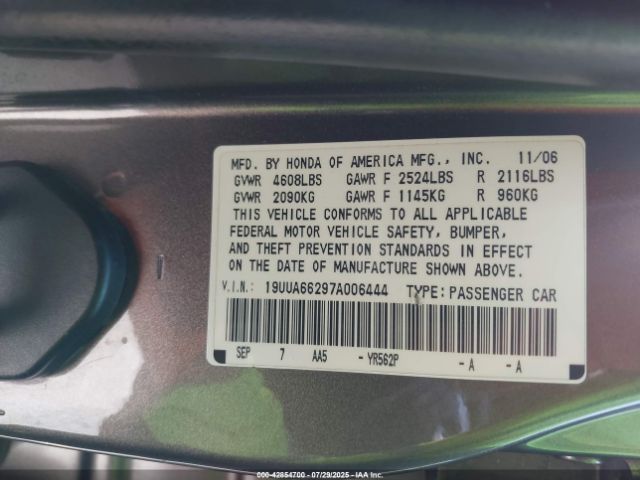 MFD. BY HONDA OF AMERICA MFG., INC. 11/06
GVWR 4608LBS GAWR F 2524LBS R 2116LBS
GVWR 2090KG GAWR F 1145KG R 960KG
THIS VEHICLE CONFORMS TO ALL APPLICABLE
FEDERAL MOTOR VEHICLE SAFETY, BUMPER,
AND THEFT PREVENTION STANDARDS IN EFFECT
ON THE DATE OF MANUFACTURE SHOWN ABOVE.
V.I.N.: 19UUA66297A006444 TYPE: PASSENGER CAR
SEP 7 AA5 -YR562P -A -A
000-42854700 07/29/2025 IAA Inc.